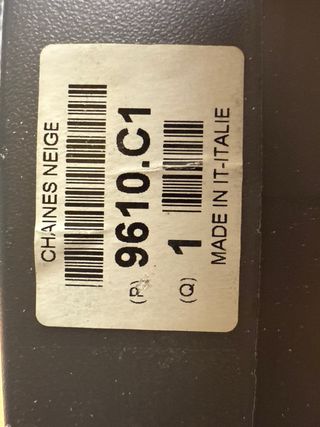 CHAINES NEIGE
(P) 9610.C1
(Q) 1
MADE IN IT-ITALIE